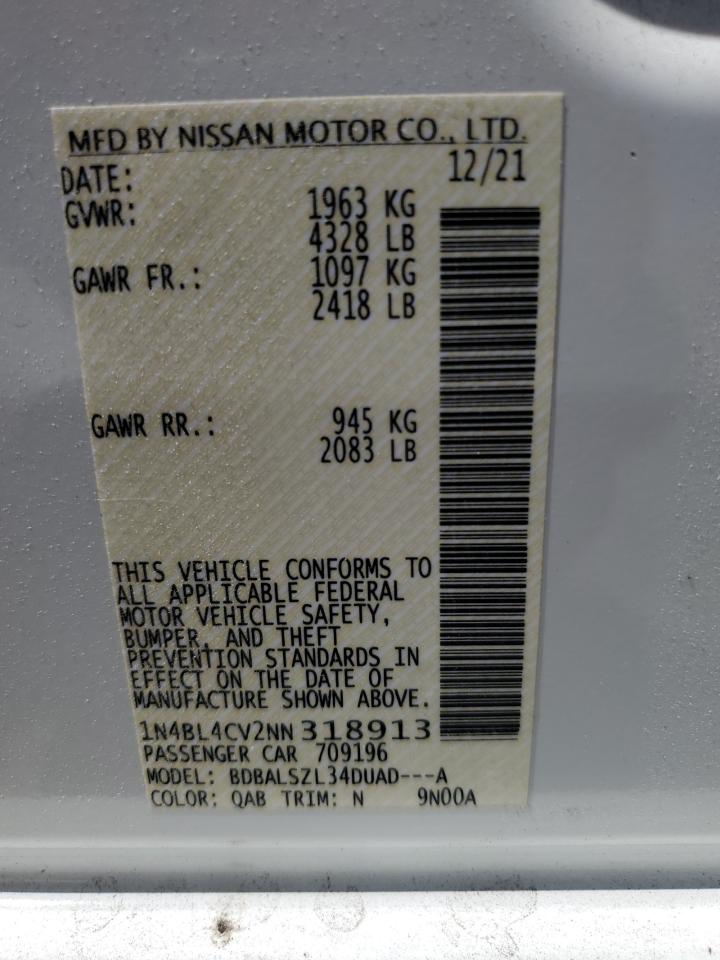 MFD BY NISSAN MOTOR CO., LTD.
DATE: 12/21
GVWR: 1963 KG
4328 LB
GAWR FR.: 1097 KG
2418 LB
GAWR RR.: 945 KG
2083 LB
THIS VEHICLE CONFORMS TO
ALL APPLICABLE FEDERAL
MOTOR VEHICLE SAFETY,
BUMPER, AND THEFT
PREVENTION STANDARDS IN
EFFECT ON THE DATE OF
MANUFACTURE SHOWN ABOVE.
1N4BL4CV2NN318913
PASSENGER CAR 709196
MODEL: BDBALSZL34DUAD---A
COLOR: QAB TRIM: N 9N00A